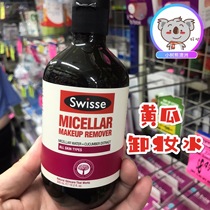 Swisse
MICELLAR
MAKEUP REMOVER
MICELLAR WATER + CUCUMBER EXTRACT
ALL SKIN TYPES
黄瓜
卸妆水